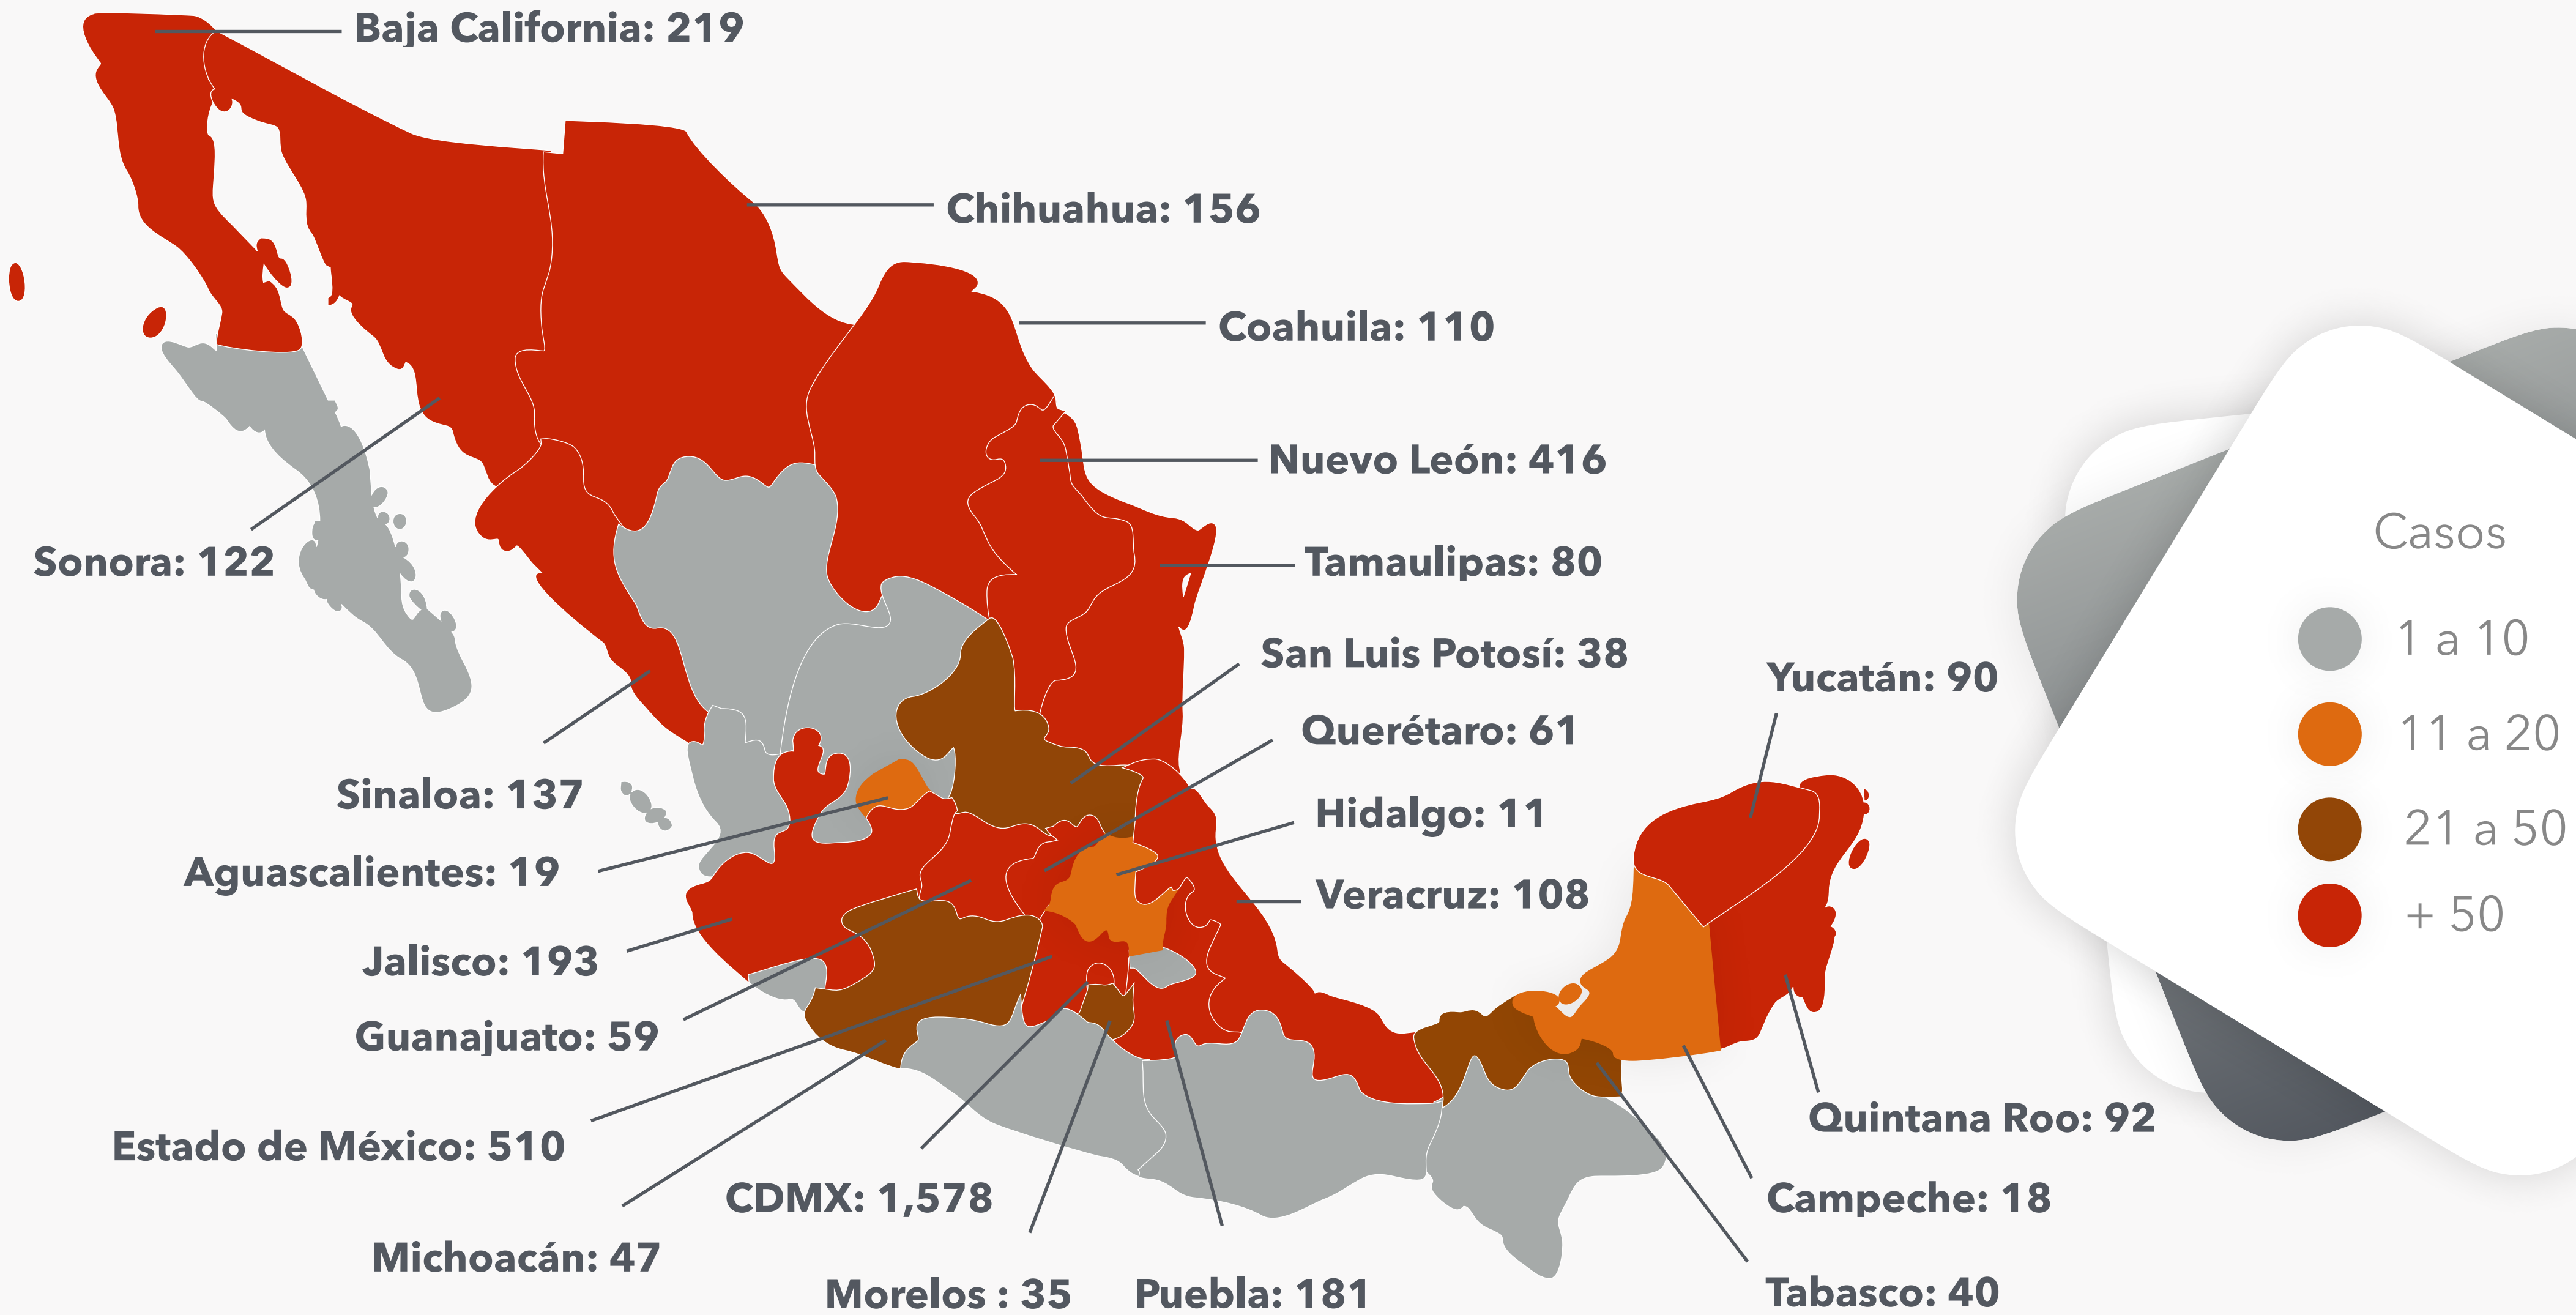 Baja California: 219
Chihuahua: 156
Coahuila: 110
Nuevo León: 416
Sonora: 122
Tamaulipas: 80
San Luis Potosí: 38
Yucatán: 90
Querétaro: 61
Sinaloa: 137
Hidalgo: 11
Aguascalientes: 19
Veracruz: 108
Jalisco: 193
Guanajuato: 59
Estado de México: 510
Quintana Roo: 92
CDMX: 1,578
Campeche: 18
Michoacán: 47
Morelos : 35
Puebla: 181
Tabasco: 40
Casos
1 a 10
11 a 20
21 a 50
+ 50